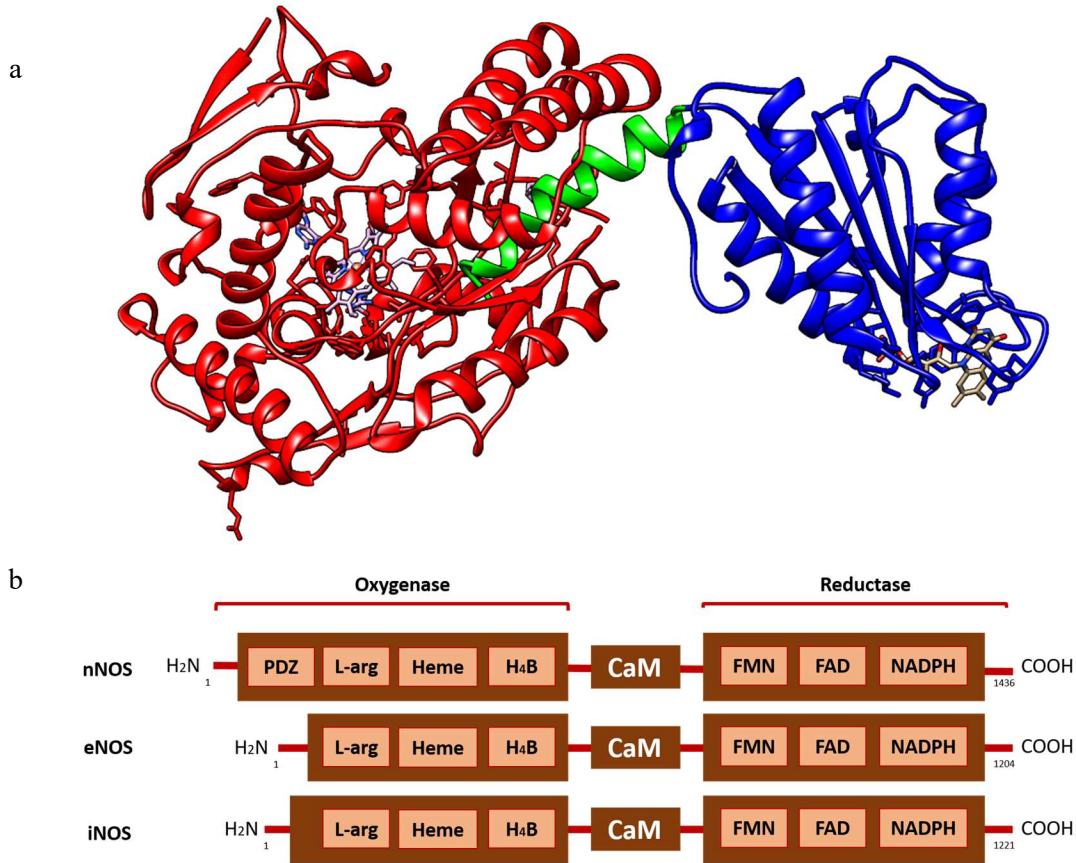 a
b
Oxygenase Reductase
nNOS H₂N 1 PDZ L-arg Heme H₄B CaM FMN FAD NADPH 1436 COOH
eNOS H₂N 1 L-arg Heme H₄B CaM FMN FAD NADPH 1204 COOH
iNOS H₂N 1 L-arg Heme H₄B CaM FMN FAD NADPH 1221 COOH